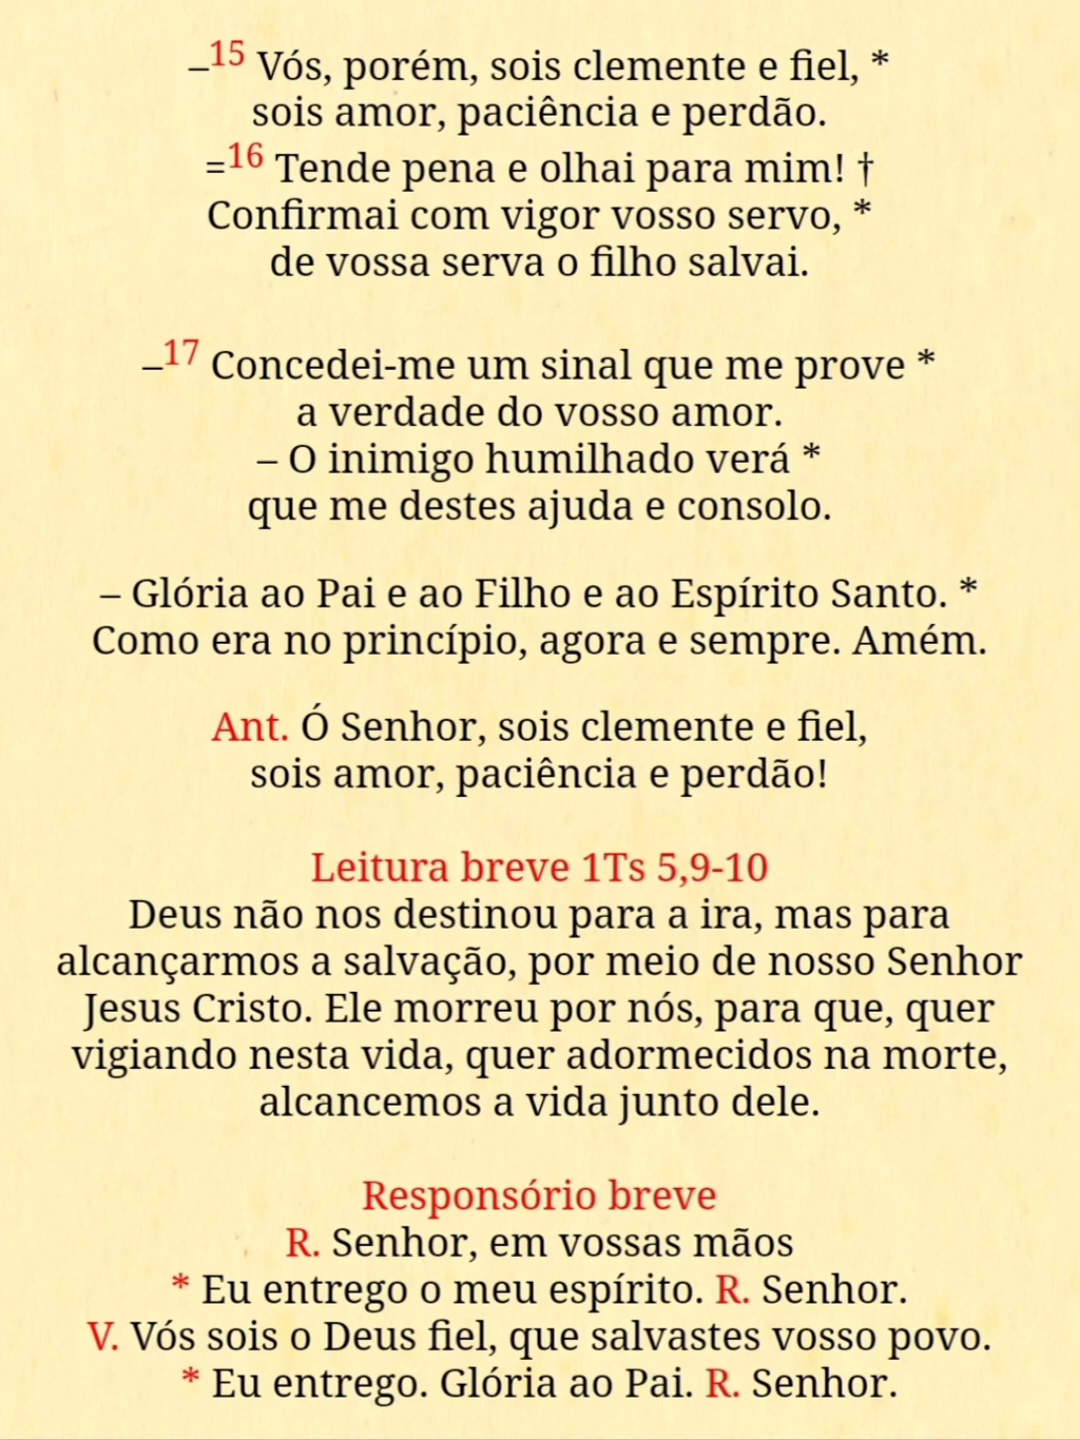 –15 Vós, porém, sois clemente e fiel, *
sois amor, paciência e perdão.
=16 Tende pena e olhai para mim! †
Confirmai com vigor vosso servo, *
de vossa serva o filho salvai.
–17 Concedei-me um sinal que me prove *
a verdade do vosso amor.
– O inimigo humilhado verá *
que me destes ajuda e consolo.
– Glória ao Pai e ao Filho e ao Espírito Santo. *
Como era no princípio, agora e sempre. Amém.
Ant. Ó Senhor, sois clemente e fiel,
sois amor, paciência e perdão!
Leitura breve 1Ts 5,9-10
Deus não nos destinou para a ira, mas para
alcançarmos a salvação, por meio de nosso Senhor
Jesus Cristo. Ele morreu por nós, para que, quer
vigiando nesta vida, quer adormecidos na morte,
alcancemos a vida junto dele.
Responsório breve
R. Senhor, em vossas mãos
* Eu entrego o meu espírito. R. Senhor.
V. Vós sois o Deus fiel, que salvastes vosso povo.
* Eu entrego. Glória ao Pai. R. Senhor.